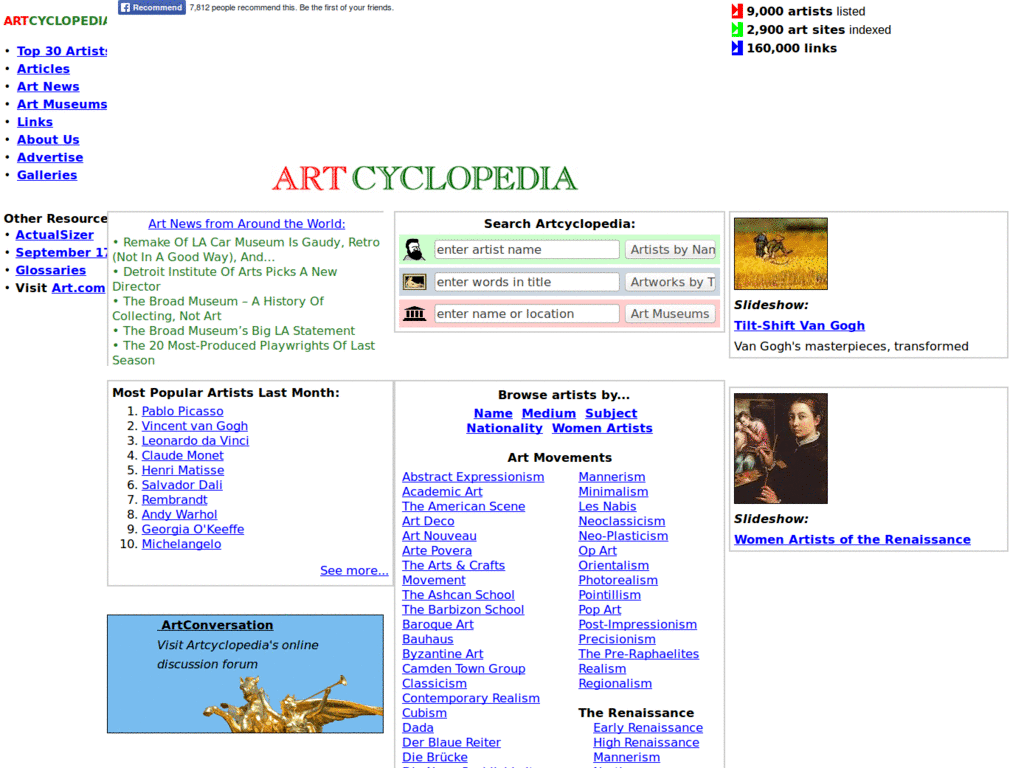 ARTCYCLOPEDIA
• Top 30 Artists
• Articles
• Art News
• Art Museums
• Links
• About Us
• Advertise
• Galleries
Other Resource
• ActualSizer
• September 17
• Glossaries
• Visit Art.com
Recommend 7,812 people recommend this. Be the first of your friends.
9,000 artists listed
2,900 art sites indexed
160,000 links
ART CYCLOPEDIA
Art News from Around the World:
• Remake Of LA Car Museum Is Gaudy, Retro
(Not In A Good Way), And...
• Detroit Institute Of Arts Picks A New
Director
• The Broad Museum – A History Of
Collecting, Not Art
• The Broad Museum's Big LA Statement
• The 20 Most-Produced Playwrights Of Last
Season
Search Artcyclopedia:
enter artist name Artists by Nan
enter words in title Artworks by T
enter name or location Art Museums
Slideshow:
Tilt-Shift Van Gogh
Van Gogh's masterpieces, transformed
Most Popular Artists Last Month:
1. Pablo Picasso
2. Vincent van Gogh
3. Leonardo da Vinci
4. Claude Monet
5. Henri Matisse
6. Salvador Dali
7. Rembrandt
8. Andy Warhol
9. Georgia O'Keeffe
10. Michelangelo
See more...
ArtConversation
Visit Artcyclopedia's online
discussion forum
Browse artists by...
Name Medium Subject
Nationality Women Artists
Art Movements
Abstract Expressionism
Academic Art
The American Scene
Art Deco
Art Nouveau
Arte Povera
The Arts & Crafts
Movement
The Ashcan School
The Barbizon School
Baroque Art
Bauhaus
Byzantine Art
Camden Town Group
Classicism
Contemporary Realism
Cubism
Dada
Der Blaue Reiter
Die Brücke
Mannerism
Minimalism
Les Nabis
Neoclassicism
Neo-Plasticism
Op Art
Orientalism
Photorealism
Pointillism
Pop Art
Post-Impressionism
Precisionism
The Pre-Raphaelites
Realism
Regionalism
The Renaissance
Early Renaissance
High Renaissance
Mannerism
Slideshow:
Women Artists of the Renaissance